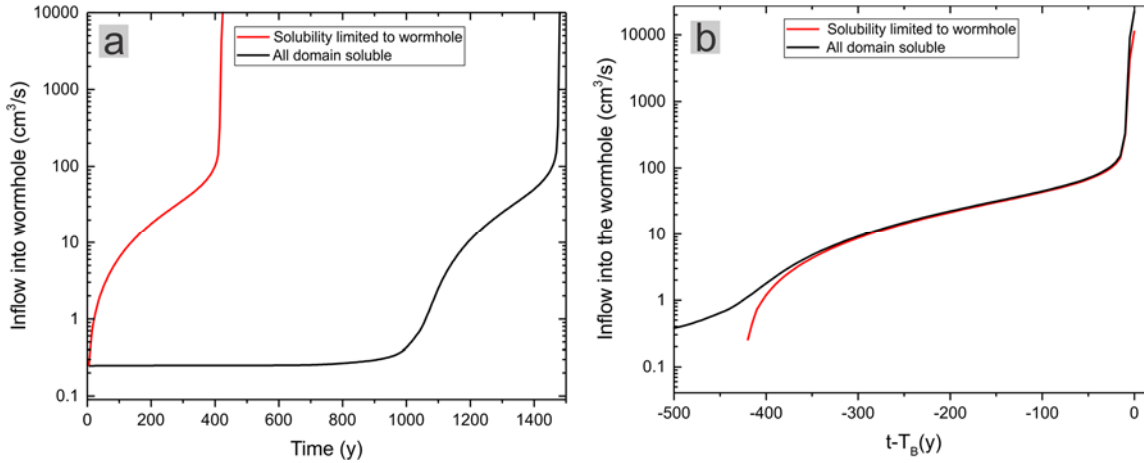 a
Solubility limited to wormhole
All domain soluble
Inflow into wormhole (cm³/s)
10000
1000
100
10
1
0.1
0 200 400 600 800 1000 1200 1400
Time (y)
b
Solubility limited to wormhole
All domain soluble
Inflow into the wormhole (cm³/s)
10000
1000
100
10
1
0.1
-500 -400 -300 -200 -100 0
t-T_B(y)